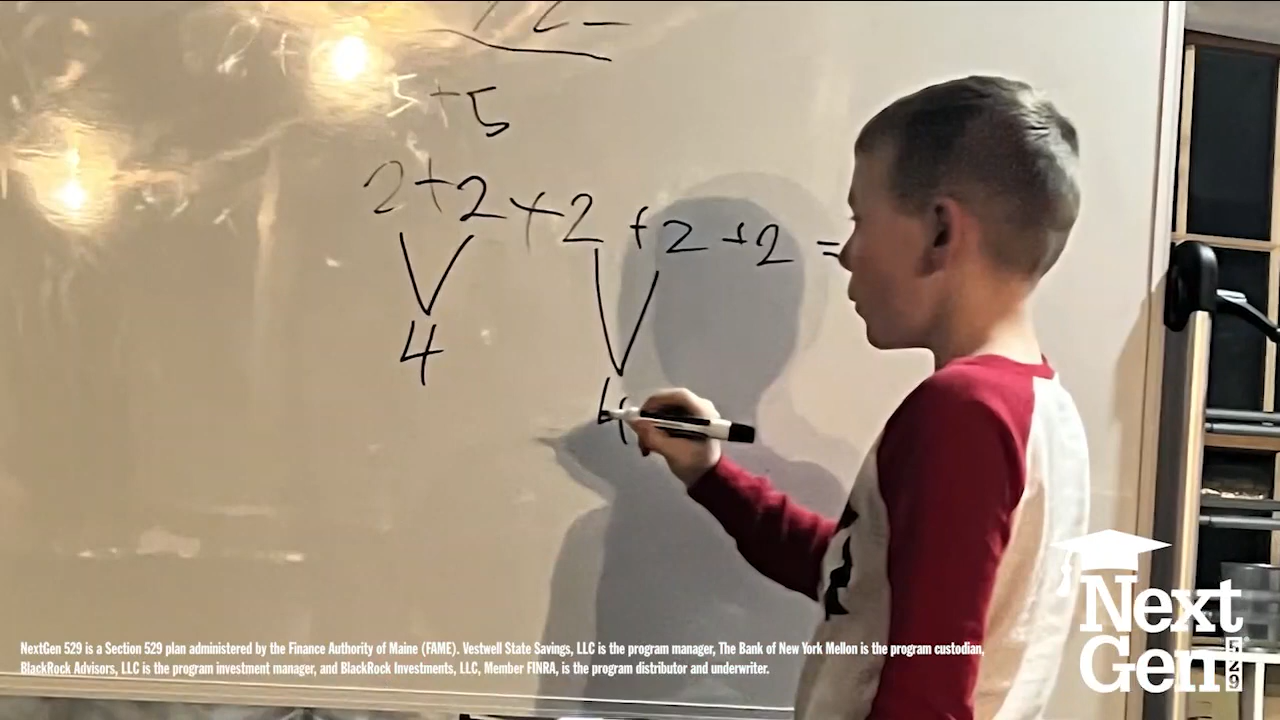 5+5
2+2+2+2+2=
4
4
NextGen 529 is a Section 529 plan administered by the Finance Authority of Maine (FAME). Vestwell State Savings, LLC is the program manager, The Bank of New York Mellon is the program custodian,
BlackRock Advisors, LLC is the program investment manager, and BlackRock Investments, LLC, Member FINRA, is the program distributor and underwriter.
Next
Gen 529